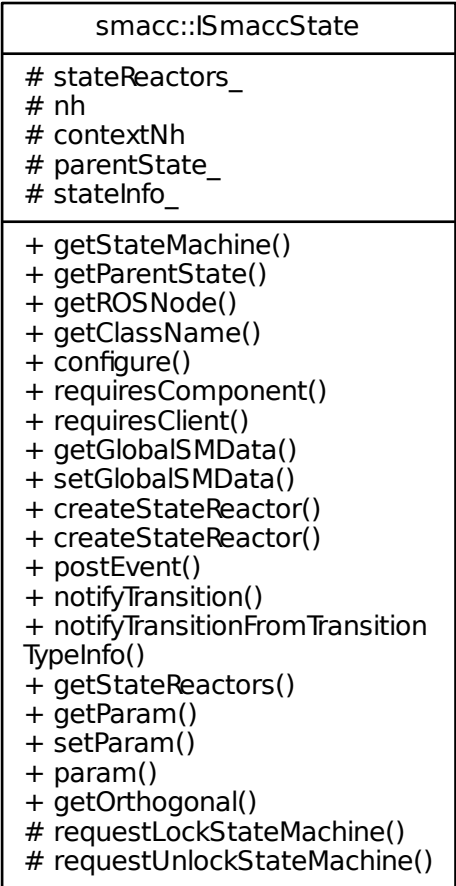 smacc::ISmaccState
# stateReactors_
# nh
# contextNh
# parentState_
# stateInfo_
+ getStateMachine()
+ getParentState()
+ getROSNode()
+ getClassName()
+ configure()
+ requiresComponent()
+ requiresClient()
+ getGlobalSMData()
+ setGlobalSMData()
+ createStateReactor()
+ createStateReactor()
+ postEvent()
+ notifyTransition()
+ notifyTransitionFromTransition
TypeInfo()
+ getStateReactors()
+ getParam()
+ setParam()
+ param()
+ getOrthogonal()
# requestLockStateMachine()
# requestUnlockStateMachine()